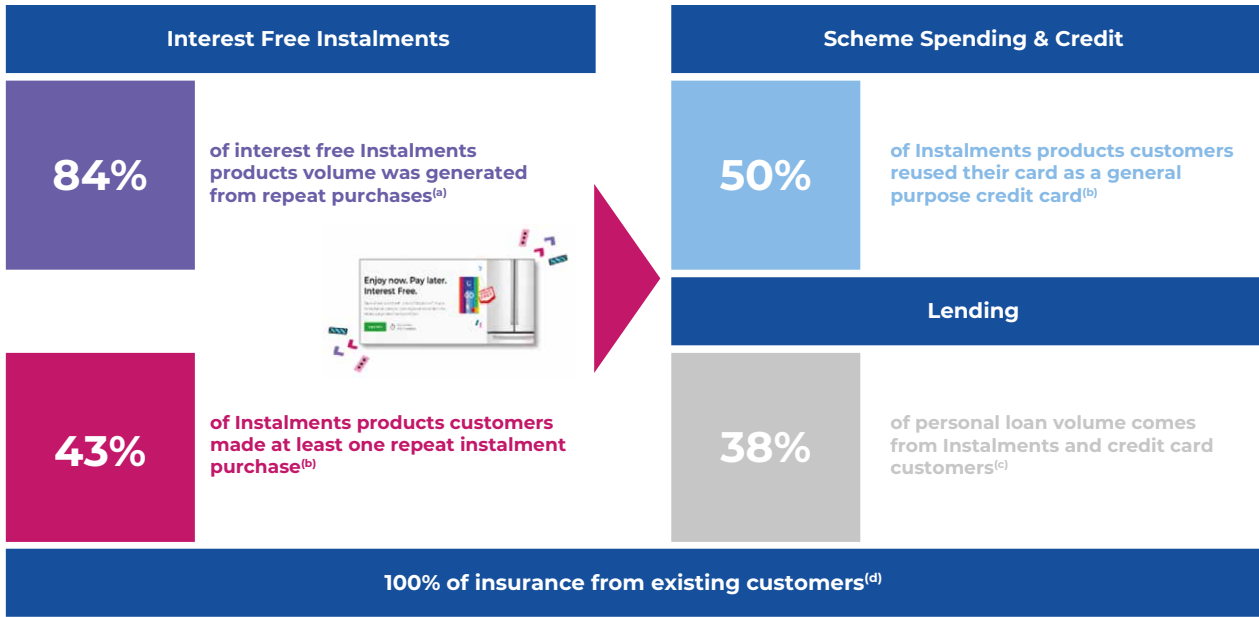 Interest Free Instalments
84%
of interest free Instalments
products volume was generated
from repeat purchases(a)
Enjoy now. Pay later.
Interest Free.
43%
of Instalments products customers
made at least one repeat instalment
purchase(b)
Scheme Spending & Credit
50%
of Instalments products customers
reused their card as a general
purpose credit card(b)
Lending
38%
of personal loan volume comes
from Instalments and credit card
customers(c)
100% of insurance from existing customers(d)